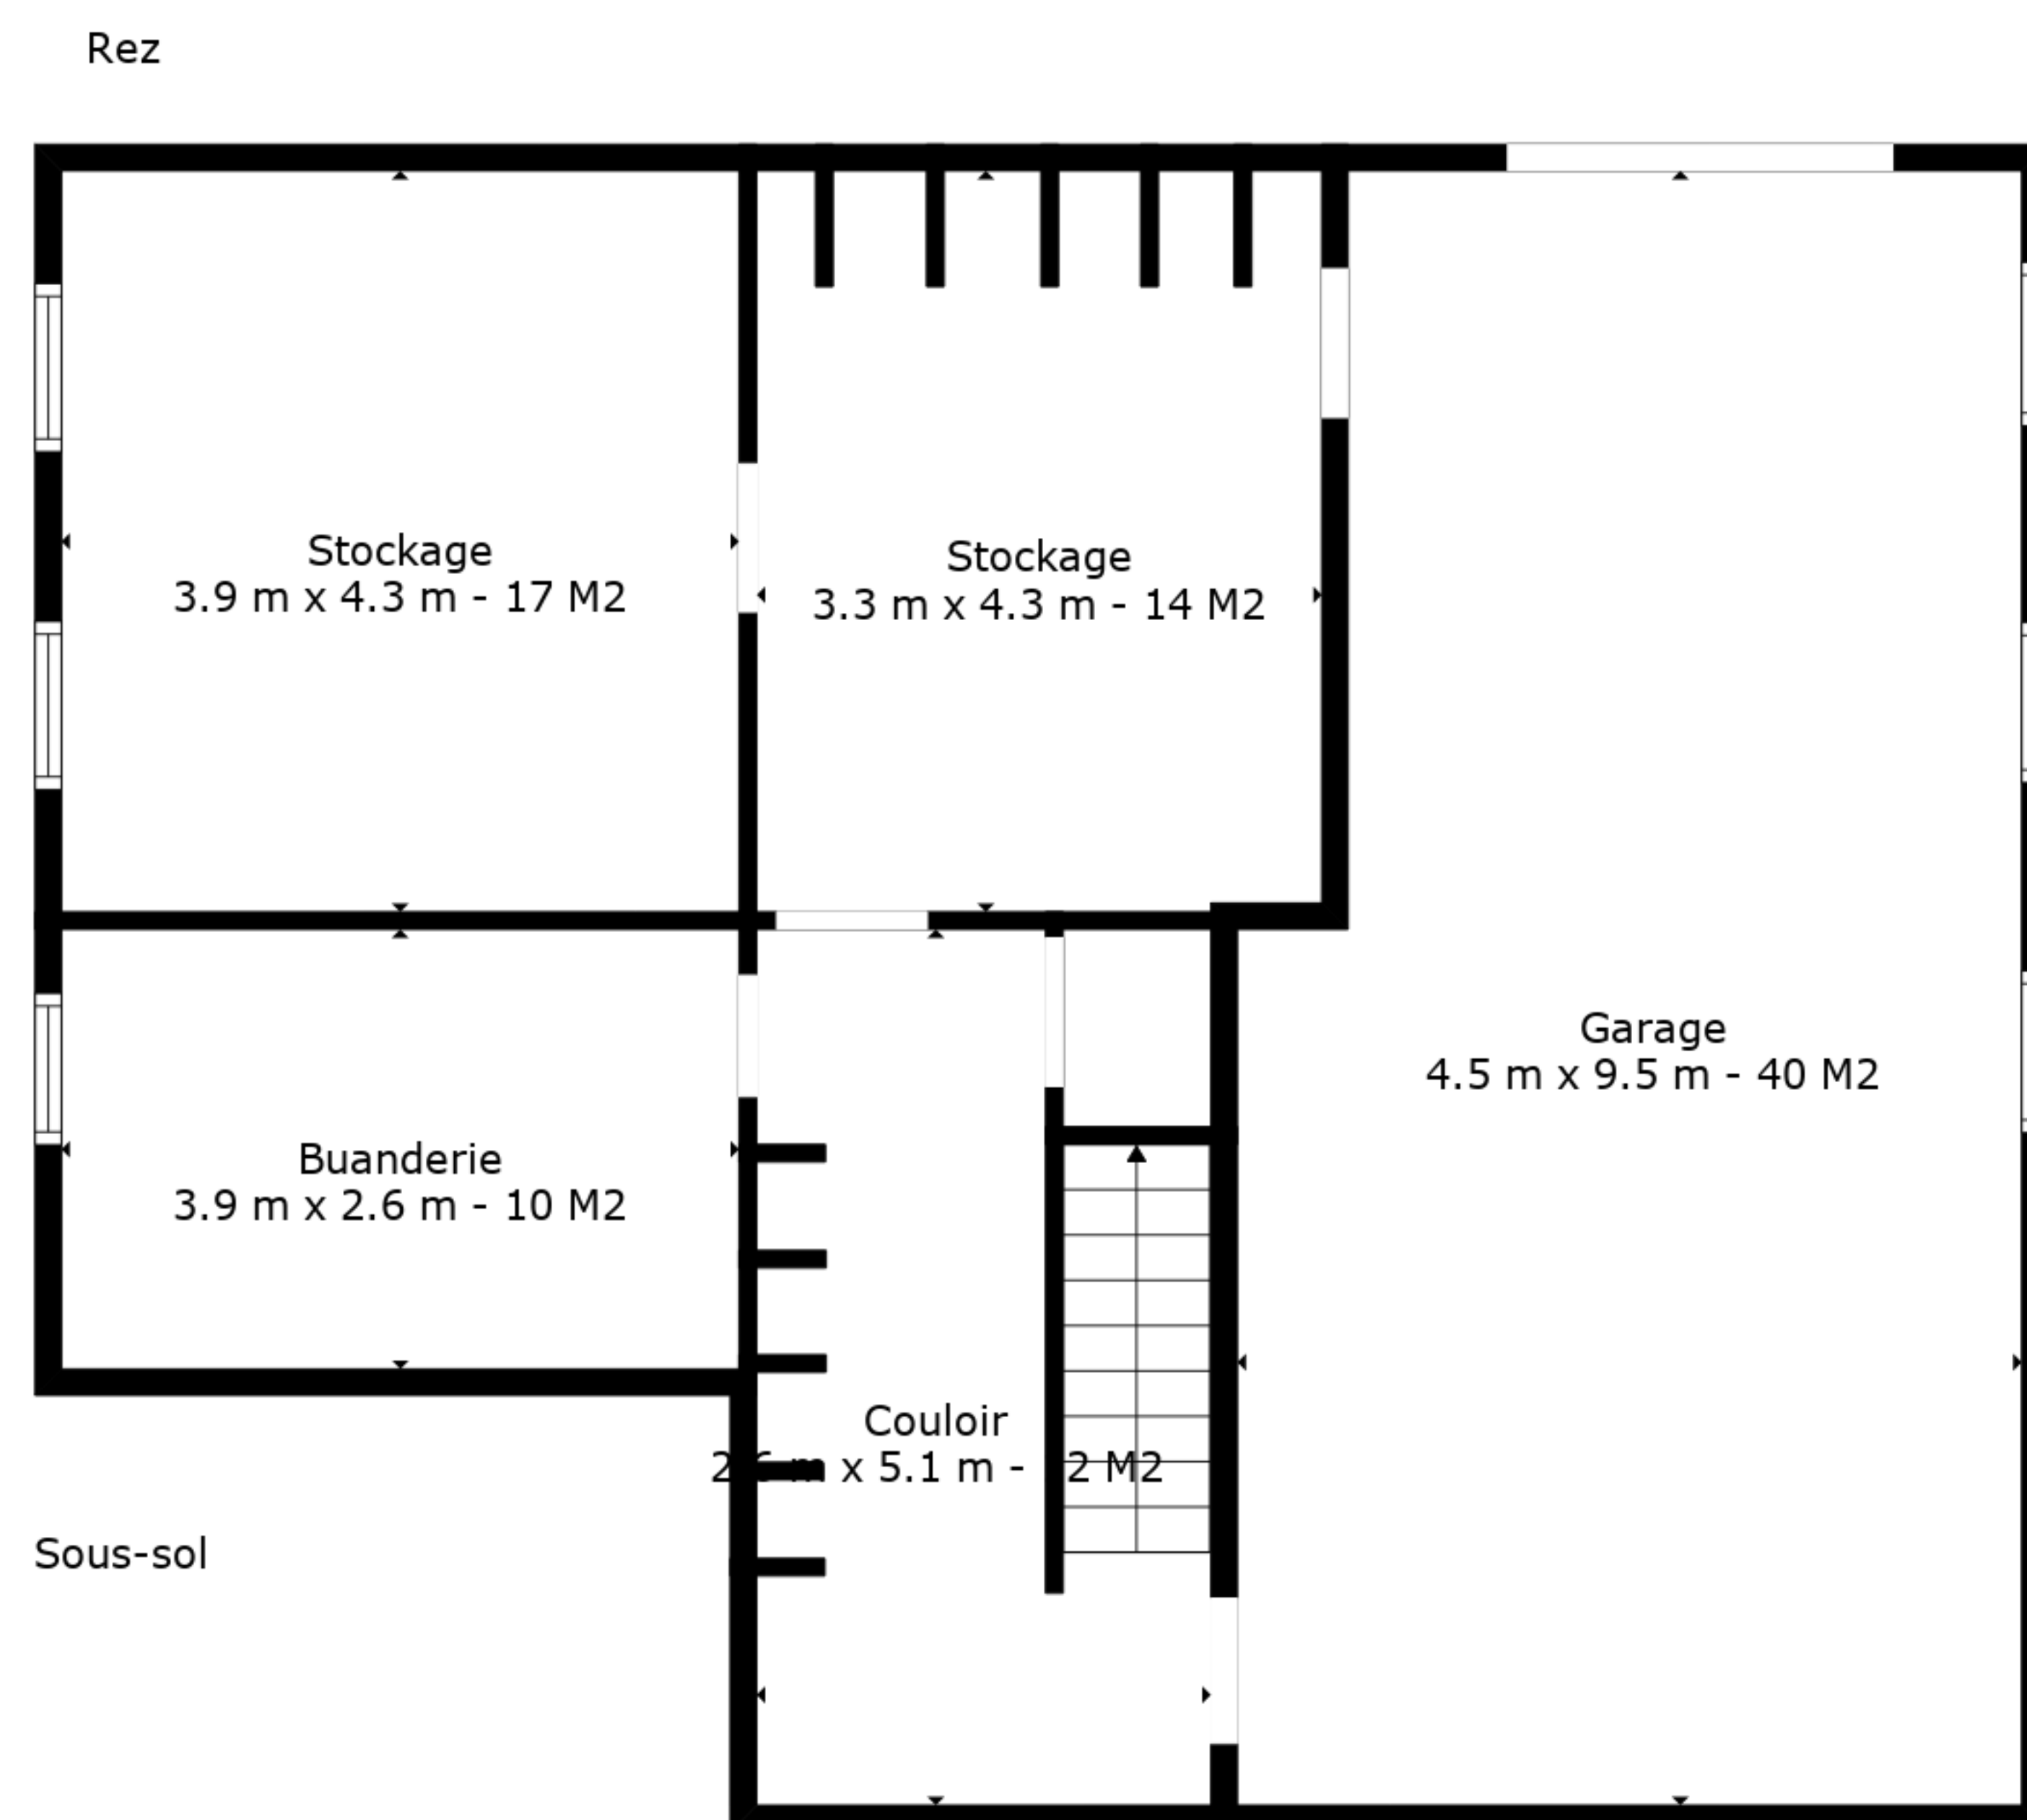 Rez
Stockage
3.9 m x 4.3 m - 17 M2
Stockage
3.3 m x 4.3 m - 14 M2
Garage
4.5 m x 9.5 m - 40 M2
Buanderie
3.9 m x 2.6 m - 10 M2
Couloir
x 5.1 m - M2
Sous-sol